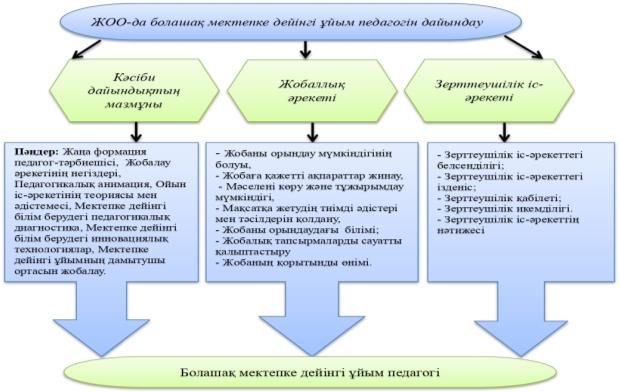 ЖОО-да болашақ мектепке дейінгі ұйым педагогін дайындау
Кәсіби
дайындықтың
мазмұны
Жобаллық
әрекеті
Зерттеушілік іс-
әрекеті
Пәндер: Жаңа формация
педагог-тәрбиешісі, Жобалау
әрекетінің негіздері,
Педагогикалық анимация, Ойын
іс-әрекетінің теориясы мен
әдістемесі, Мектепке дейінгі
білім берудегі педагогикалық
диагностика, Мектепке дейінгі
білім берудегі инновациялық
технологиялар, Мектепке
дейінгі ұйымның дамытушы
ортасын жобалау.
- Жобаны орындау мүмкіндігінің
болуы,
- Жобаға қажетті ақпараттар жинау,
- Мәселені көру және тұжырымдау
мүмкіндігі,
- Мақсатқа жетудің тиімді әдістері
мен тәсілдерін қолдану,
- Жобаны орындаудағы білімі;
- Жобалық тапсырмаларды сауатты
қалыптастыру
- Жобаның қорытынды өнімі.
- Зерттеушілік іс-әрекеттегі
белсенділігі;
- Зерттеушілік іс-әрекеттегі
ізденіс;
- Зерттеушілік қабілеті;
- Зерттеушілік икемділігі.
- Зерттеушілік іс-әрекеттің
нәтижесі
Болашақ мектепке дейінгі ұйым педагогі